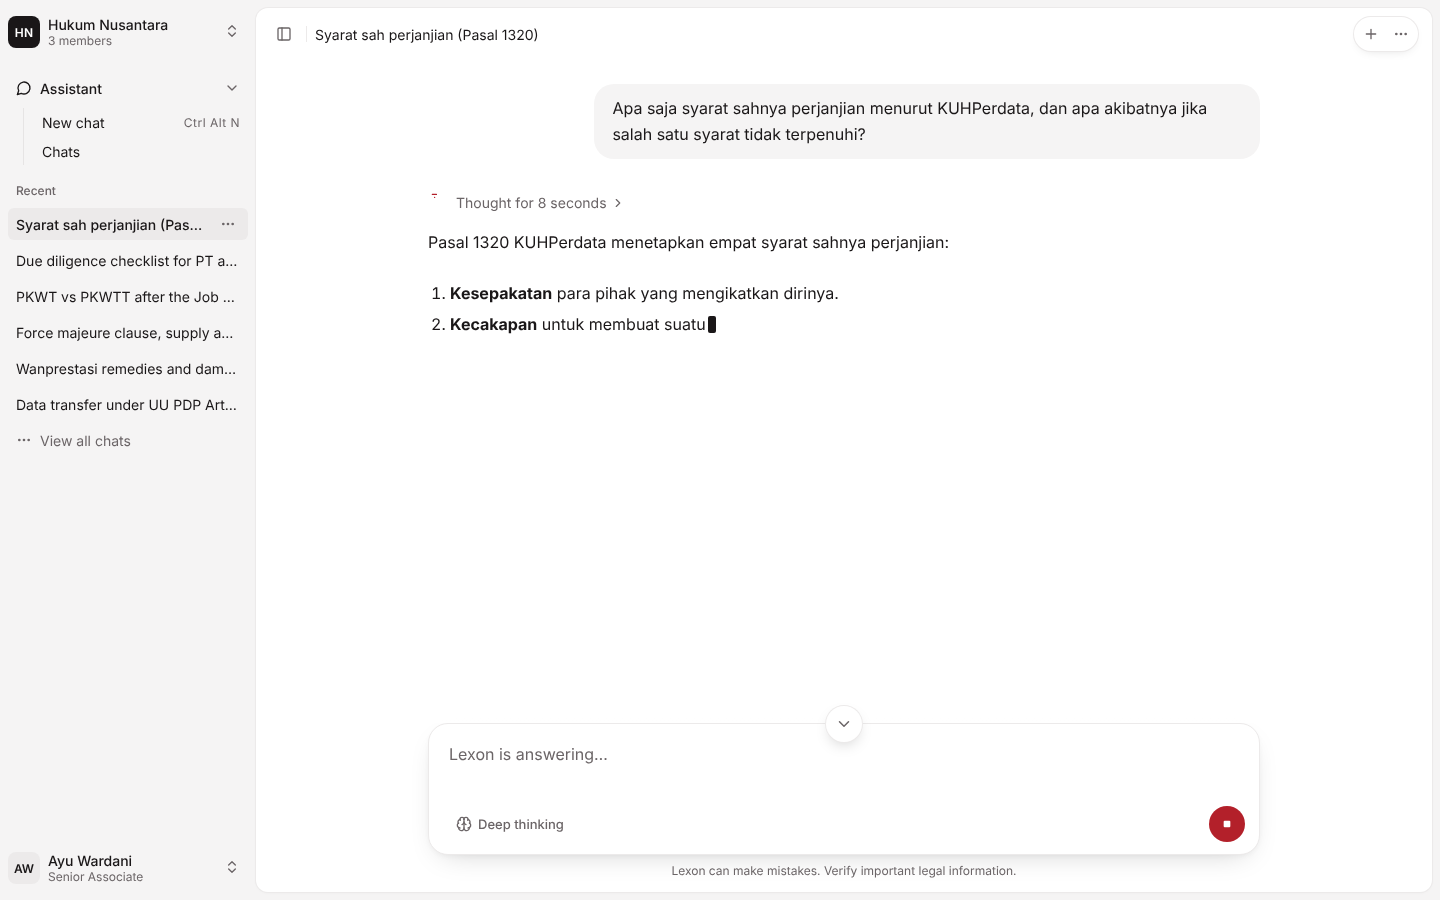 HN
Hukum Nusantara
3 members
Assistant
New chat
Ctrl Alt N
Chats
Recent
Syarat sah perjanjian (Pas...
Due diligence checklist for PT a...
PKWT vs PKWTT after the Job ...
Force majeure clause, supply a...
Wanprestasi remedies and dam...
Data transfer under UU PDP Art...
View all chats
AW
Ayu Wardani
Senior Associate
Syarat sah perjanjian (Pasal 1320)
Apa saja syarat sahnya perjanjian menurut KUHPerdata, dan apa akibatnya jika
salah satu syarat tidak terpenuhi?
Thought for 8 seconds
Pasal 1320 KUHPerdata menetapkan empat syarat sahnya perjanjian:
1. Kesepakatan para pihak yang mengikatkan dirinya.
2. Kecakapan untuk membuat suatu
Lexon is answering...
Deep thinking
Lexon can make mistakes. Verify important legal information.